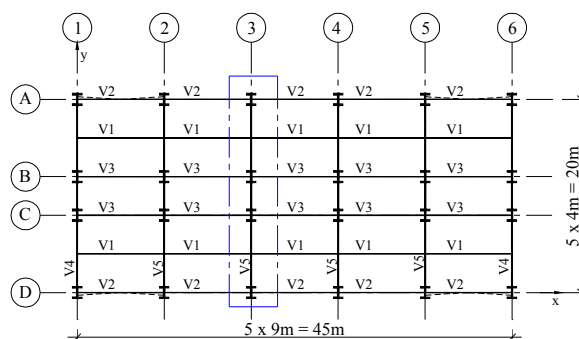 1 2 3 4 5 6
y
A V2 V2 V2 V2 V2
V1 V1 V1 V1 V1
B V3 V3 V3 V3 V3
C V3 V3 V3 V3 V3
V1 V1 V1 V1 V1
V4 V5 V5 V5 V5 V4
D V2 V2 V2 V2 V2
x
5 x 9m = 45m
5 x 4m = 20m